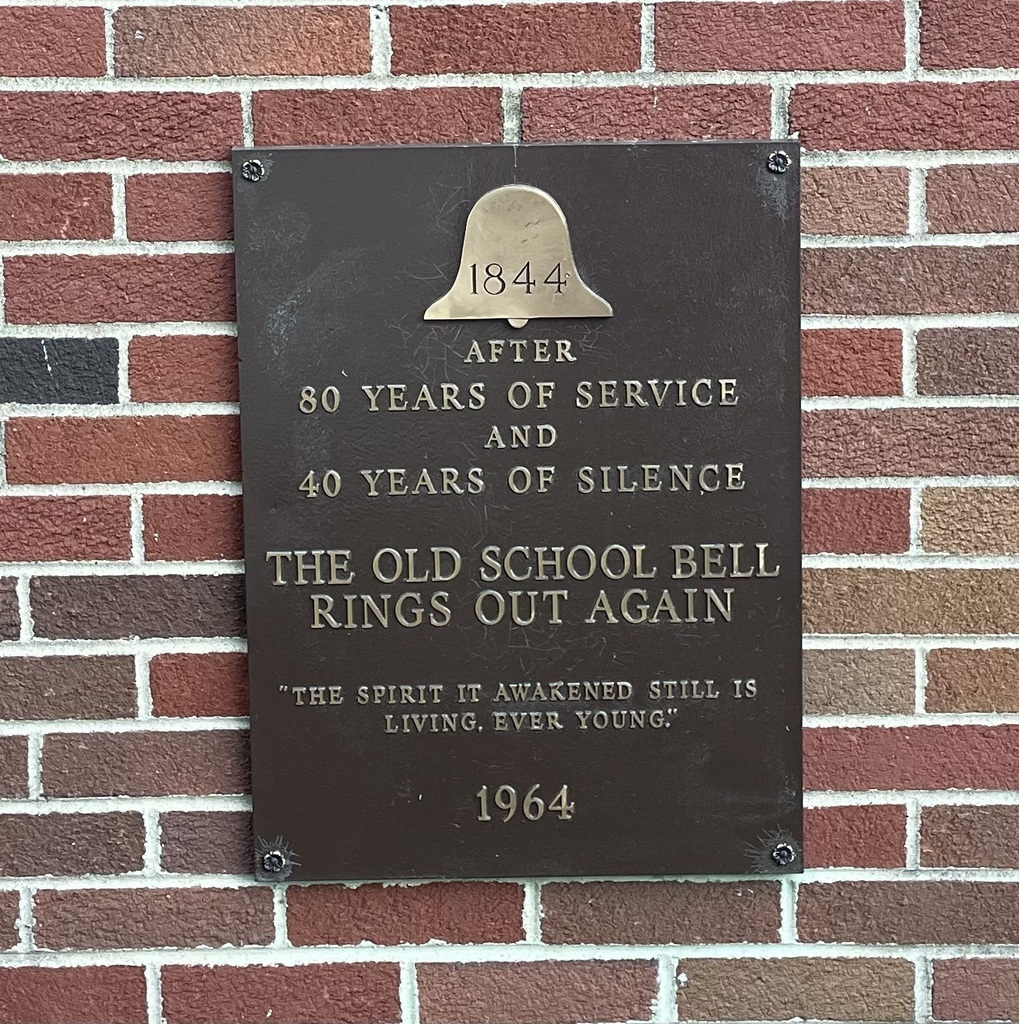 1844
AFTER
80 YEARS OF SERVICE
AND
40 YEARS OF SILENCE
THE OLD SCHOOL BELL
RINGS OUT AGAIN
"THE SPIRIT IT AWAKENED STILL IS
LIVING, EVER YOUNG."
1964